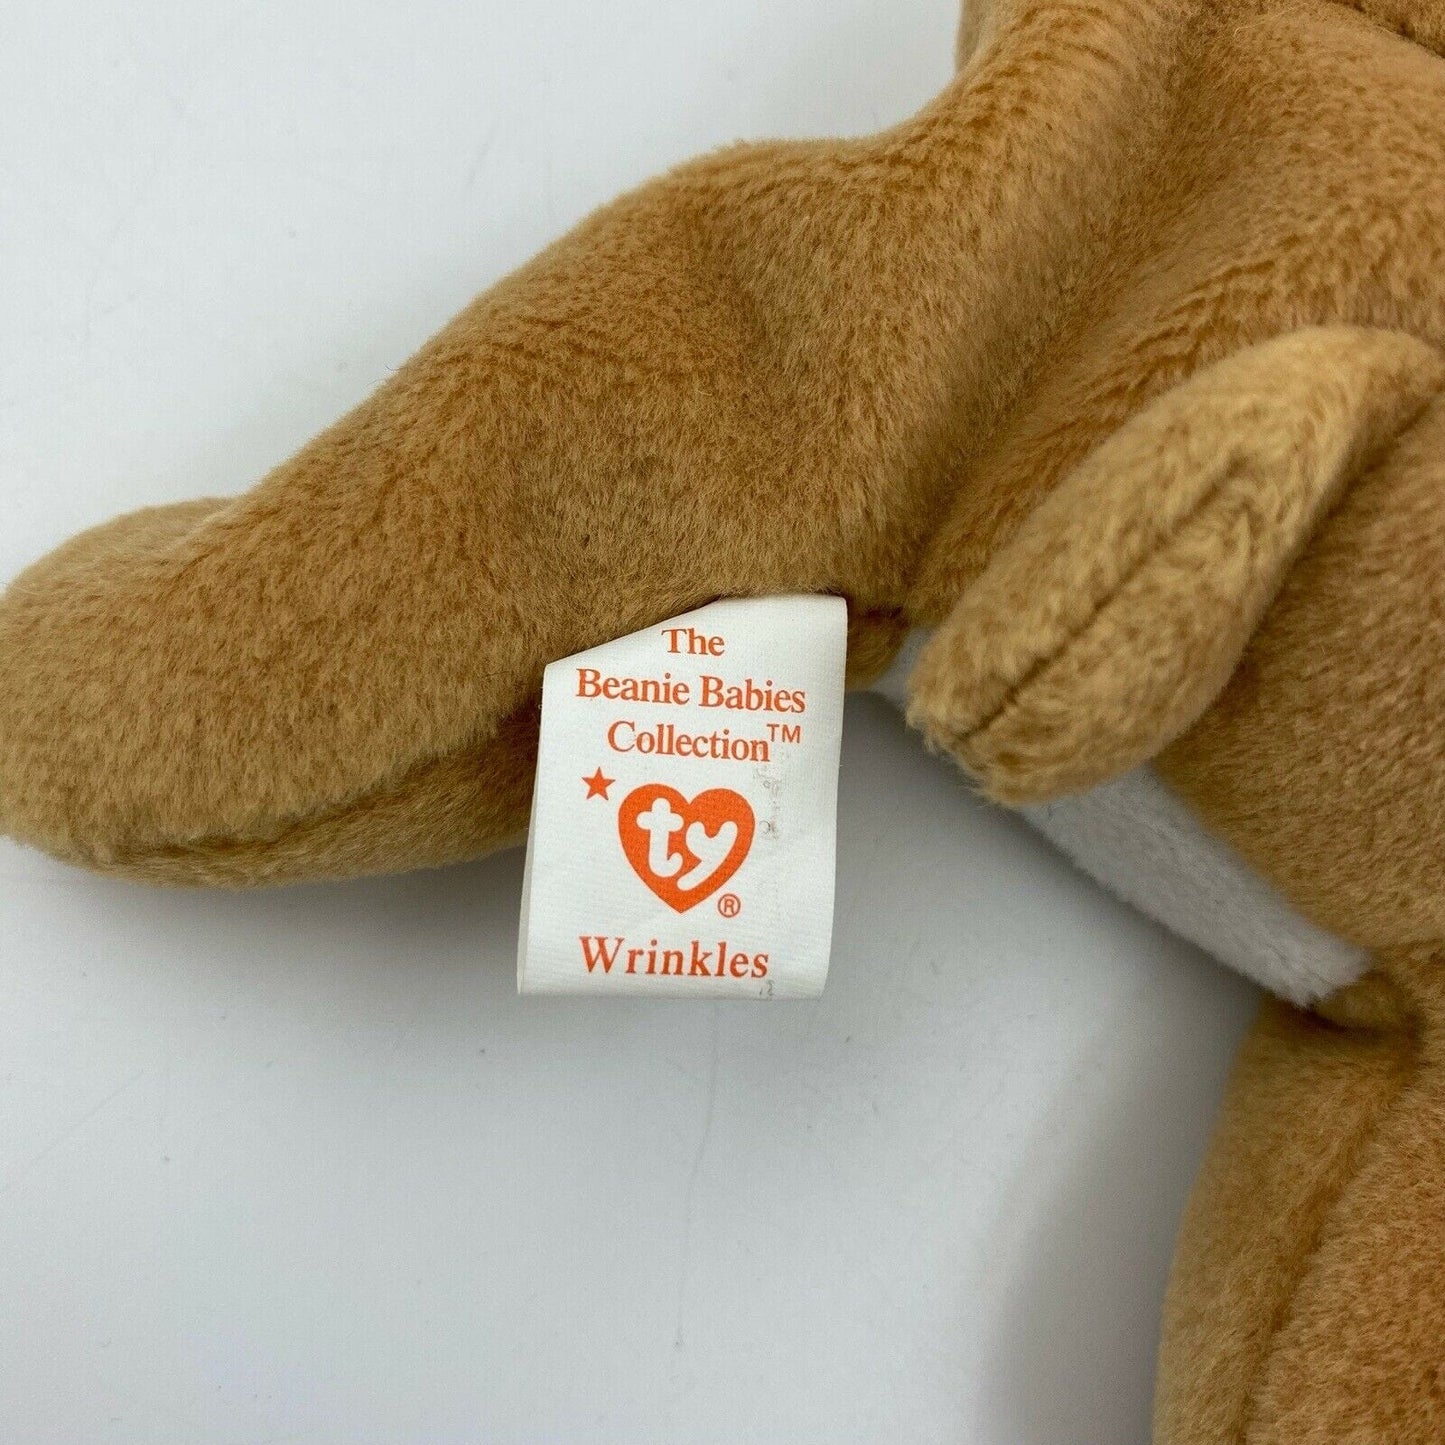 The
Beanie Babies
Collection™
ty®
Wrinkles